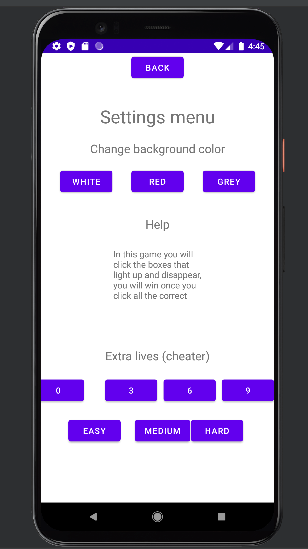 4:45
BACK
Settings menu
Change background color
WHITE RED GREY
Help
In this game you will
click the boxes that
light up and disappear,
you will win once you
click all the correct
Extra lives (cheater)
0 3 6 9
EASY MEDIUM HARD